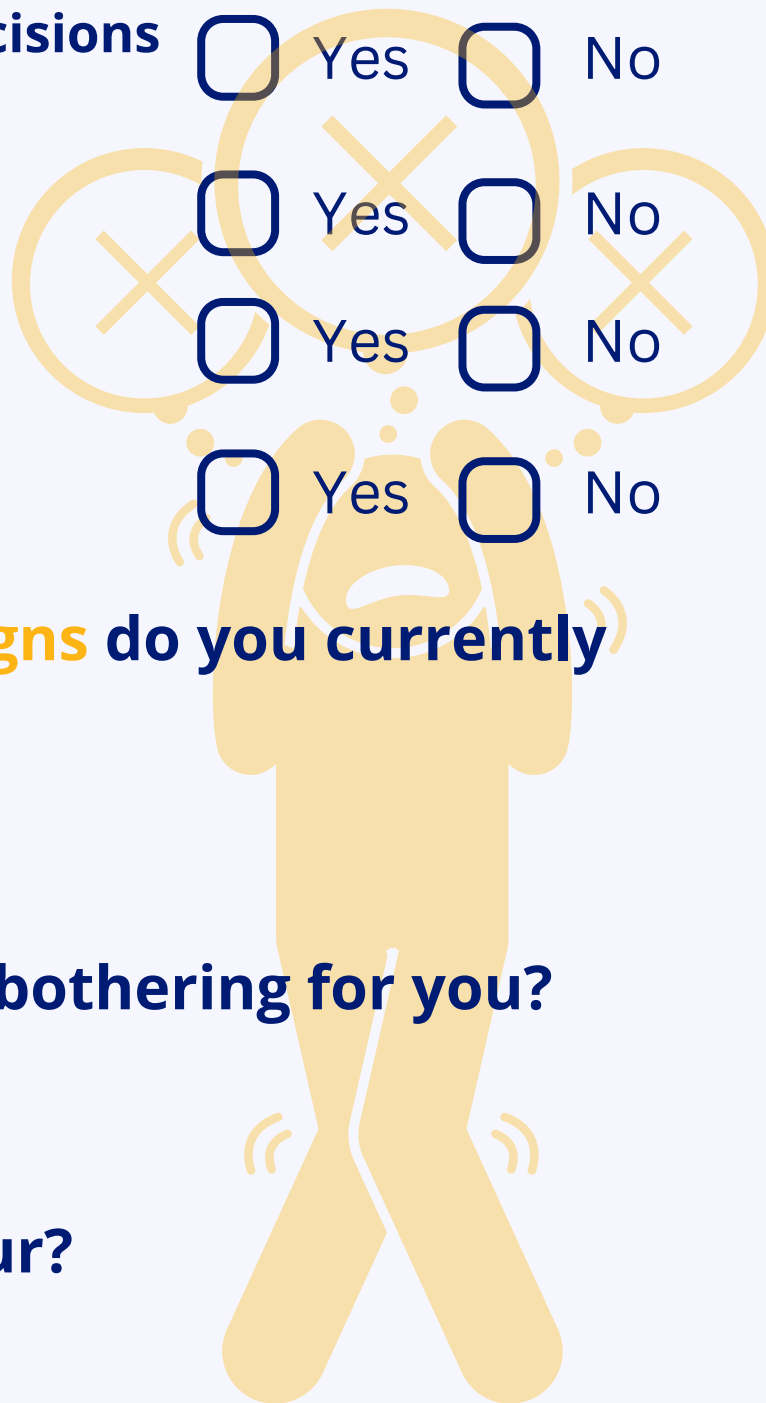 cisions Yes No
Yes No
Yes No
Yes No
gns do you currently
bothering for you?
ur?